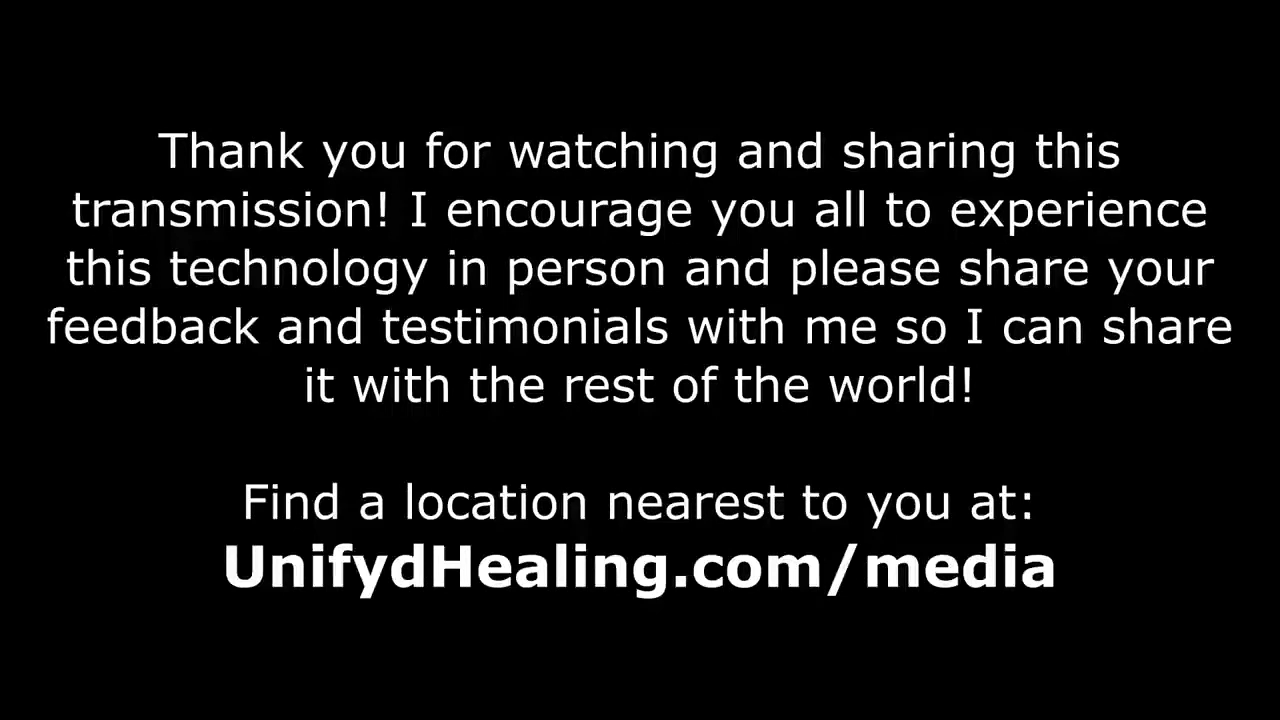 Thank you for watching and sharing this
transmission! I encourage you all to experience
this technology in person and please share your
feedback and testimonials with me so I can share
it with the rest of the world!
Find a location nearest to you at:
UnifydHealing.com/media